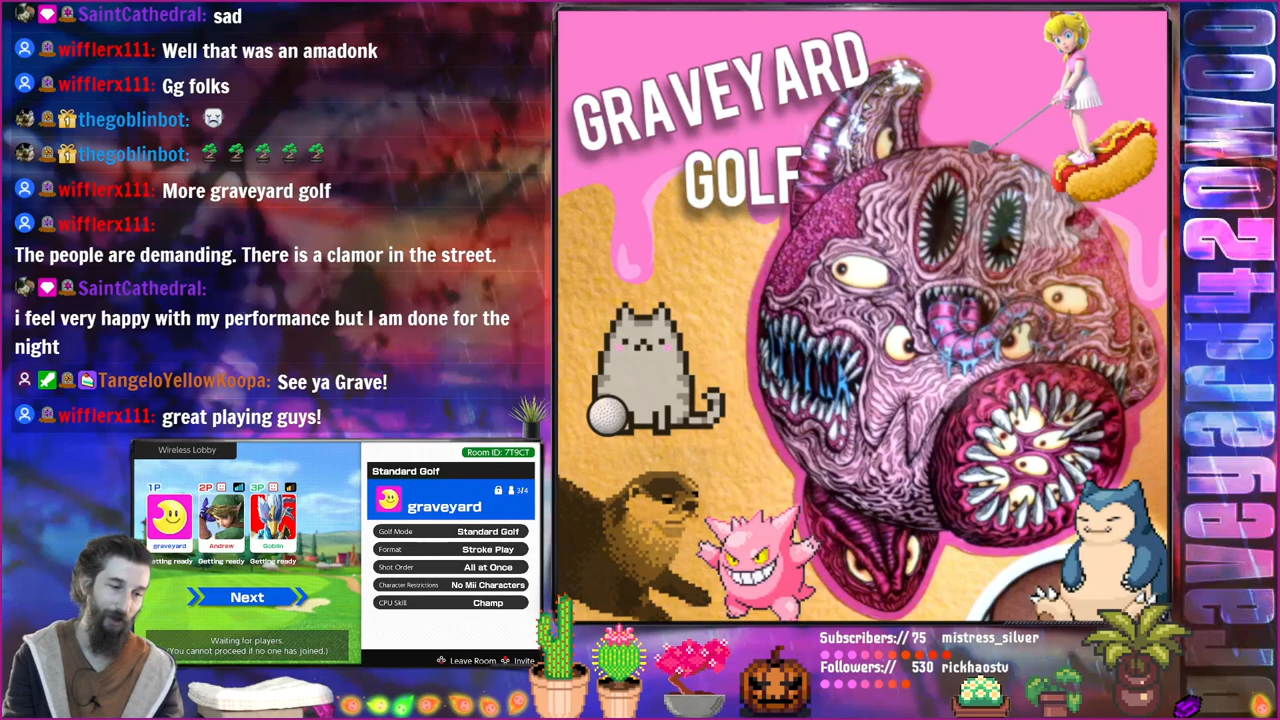 SaintCathedral: sad
wifflerx111: Well that was an amadonk
wifflerx111: Gg folks
thegoblinbot:
thegoblinbot:
wifflerx111: More graveyard golf
wifflerx111:
The people are demanding. There is a clamor in the street.
SaintCathedral:
i feel very happy with my performance but I am done for the
night
TangeloYellowKoopa: See ya Grave!
wifflerx111: great playing guys!
GRAVEYARD
GOLF
Wireless Lobby
1P 2P 3P
graveyard Andrew Goblin
etting ready Getting ready Getting ready
Next
Waiting for players.
(You cannot proceed if no one has joined.)
Room ID: 7T9CT
Standard Golf
3/4
graveyard
Golf Mode Standard Golf
Format Stroke Play
Shot Order All at Once
Character Restrictions No Mii Characters
CPU Skill Champ
Leave Room Invite
Subscribers:// 75 mistress_silver
Followers:// 530 rickhaostv